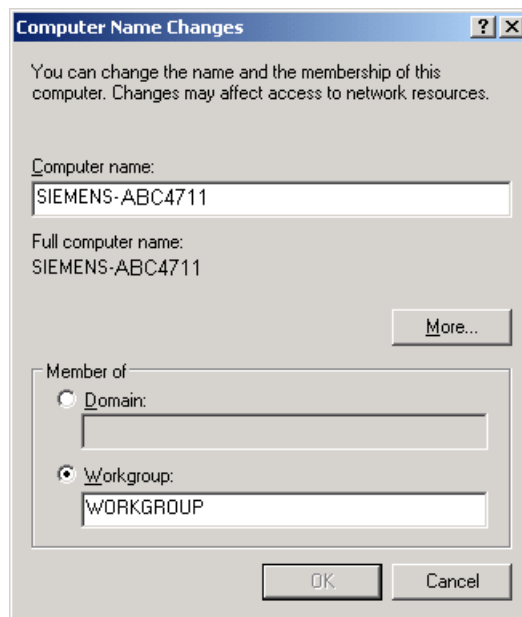 Computer Name Changes
You can change the name and the membership of this
computer. Changes may affect access to network resources.
Computer name:
SIEMENS-ABC4711
Full computer name:
SIEMENS-ABC4711
More...
Member of
Domain:
Workgroup:
WORKGROUP
OK Cancel